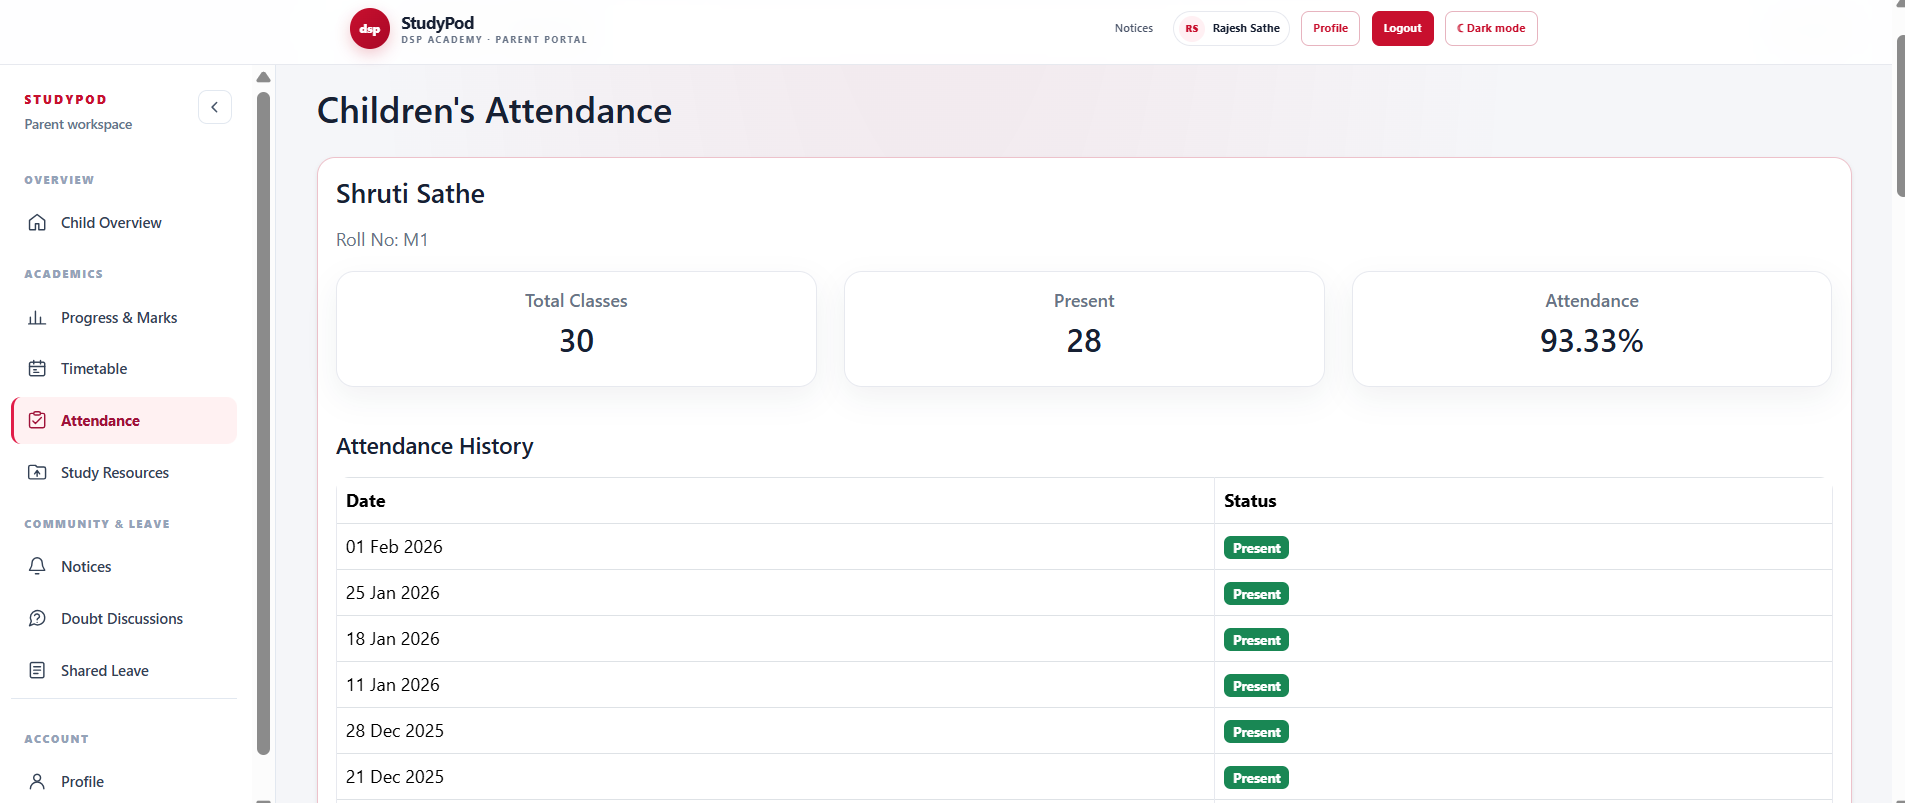 dsp
StudyPod
DSP ACADEMY · PARENT PORTAL
Notices
RS Rajesh Sathe
Profile
Logout
☾ Dark mode
STUDYPOD
Parent workspace
OVERVIEW
Child Overview
ACADEMICS
Progress & Marks
Timetable
Attendance
Study Resources
COMMUNITY & LEAVE
Notices
Doubt Discussions
Shared Leave
ACCOUNT
Profile
Children's Attendance
Shruti Sathe
Roll No: M1
Total Classes
30
Present
28
Attendance
93.33%
Attendance History
Date Status
01 Feb 2026 Present
25 Jan 2026 Present
18 Jan 2026 Present
11 Jan 2026 Present
28 Dec 2025 Present
21 Dec 2025 Present